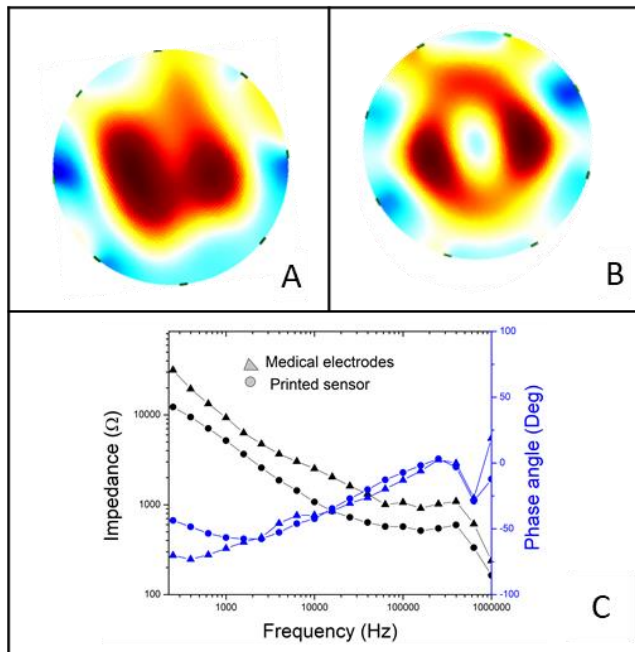 A
B
Medical electrodes
Printed sensor
Impedance (Ω)
10000
1000
100
Phase angle (Deg)
100
50
0
-50
-100
1000
10000
100000
1000000
Frequency (Hz)
C